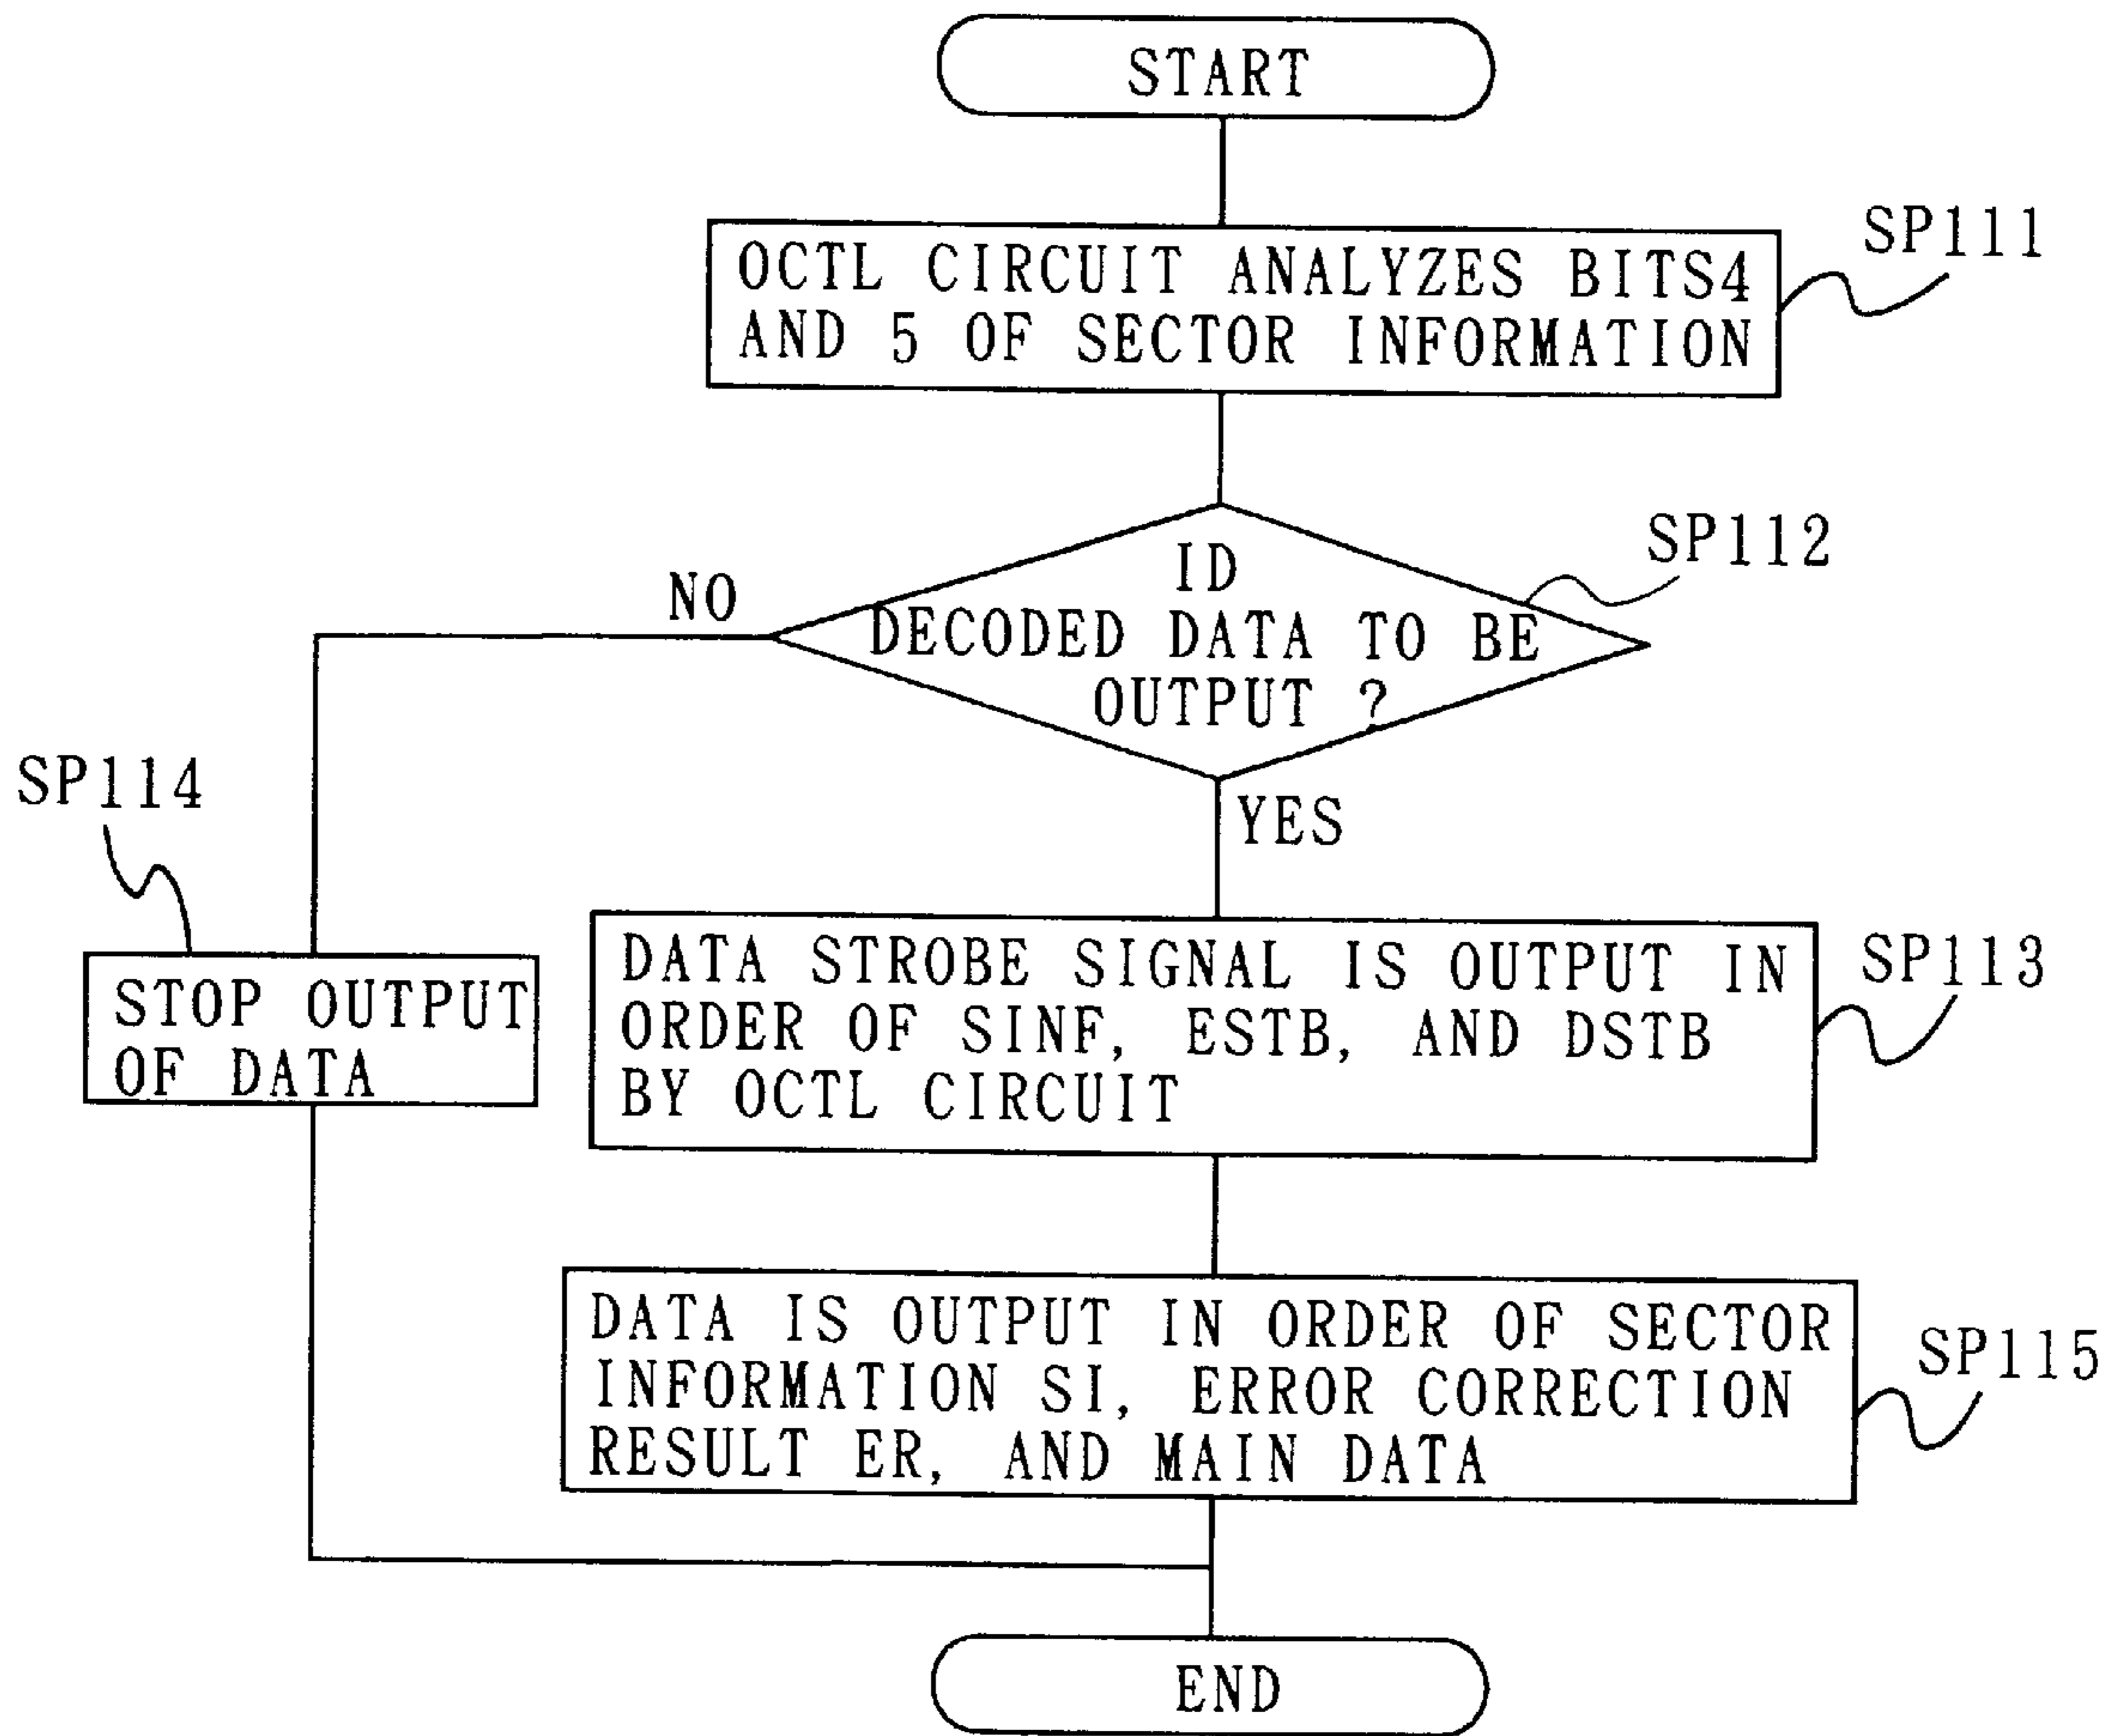 START
SP111
OCTL CIRCUIT ANALYZES BITS4
AND 5 OF SECTOR INFORMATION
SP112
ID
DECODED DATA TO BE
OUTPUT ?
NO
YES
SP114
STOP OUTPUT
OF DATA
SP113
DATA STROBE SIGNAL IS OUTPUT IN
ORDER OF SINF, ESTB, AND DSTB
BY OCTL CIRCUIT
SP115
DATA IS OUTPUT IN ORDER OF SECTOR
INFORMATION SI, ERROR CORRECTION
RESULT ER, AND MAIN DATA
END